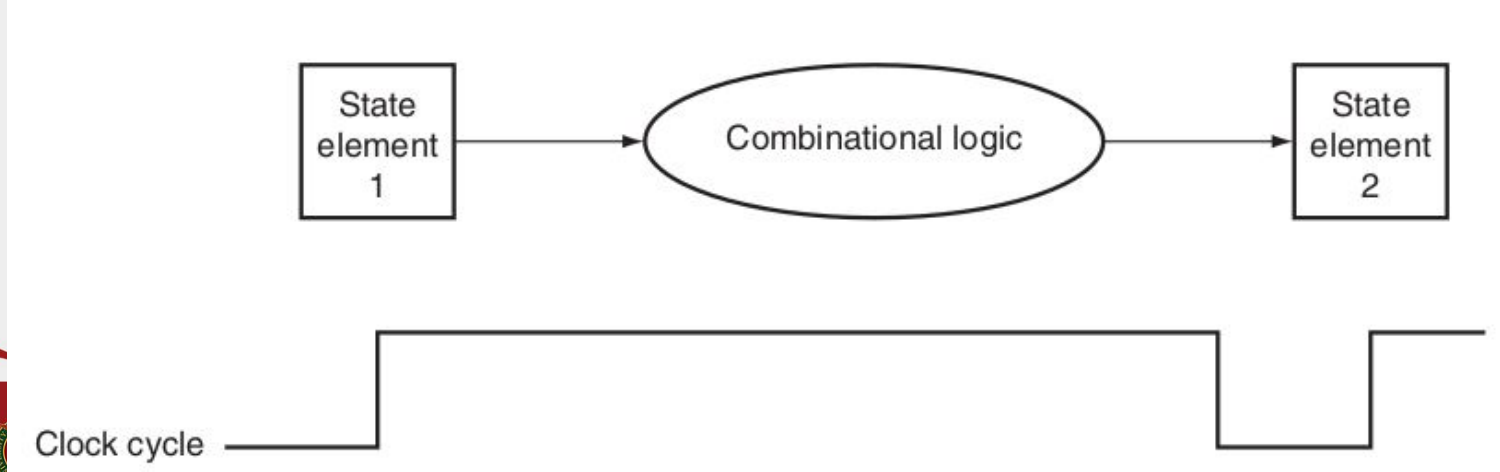 State
element
1
Combinational logic
State
element
2
Clock cycle